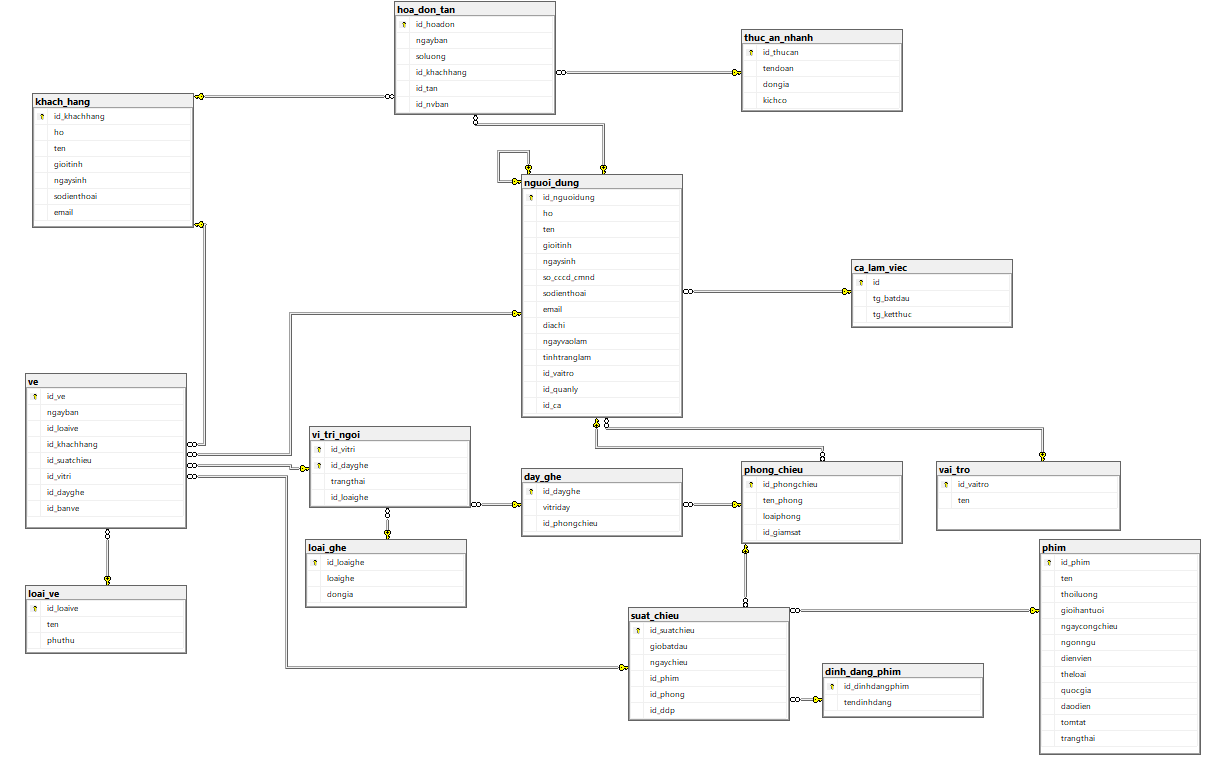 hoa_don_tan
id_hoadon
ngayban
soluong
id_khachhang
id_tan
id_nvban
thuc_an_nhanh
id_thucan
tendoan
dongia
kichco
khach_hang
id_khachhang
ho
ten
gioitinh
ngaysinh
sodienthoai
email
nguoi_dung
id_nguoidung
ho
ten
gioitinh
ngaysinh
so_cccd_cmnd
sodienthoai
email
diachi
ngayvaolam
tinhtranglam
id_vaitro
id_quanly
id_ca
ca_lam_viec
id
tg_batdau
tg_ketthuc
ve
id_ve
ngayban
id_loaive
id_khachhang
id_suatchieu
id_vitri
id_dayghe
id_banve
vi_tri_ngoi
id_vitri
id_dayghe
trangthai
id_loaighe
day_ghe
id_dayghe
vitriday
id_phongchieu
phong_chieu
id_phongchieu
ten_phong
loaiphong
id_giamsat
vai_tro
id_vaitro
ten
loai_ghe
id_loaighe
loaighe
dongia
phim
id_phim
ten
thoiluong
gioihantuoi
ngaycongchieu
ngonngu
dienvien
theloai
quocgia
daodien
tomtat
trangthai
loai_ve
id_loaive
ten
phuthu
suat_chieu
id_suatchieu
giobatdau
ngaychieu
id_phim
id_phong
id_ddp
dinh_dang_phim
id_dinhdangphim
tendinhdang